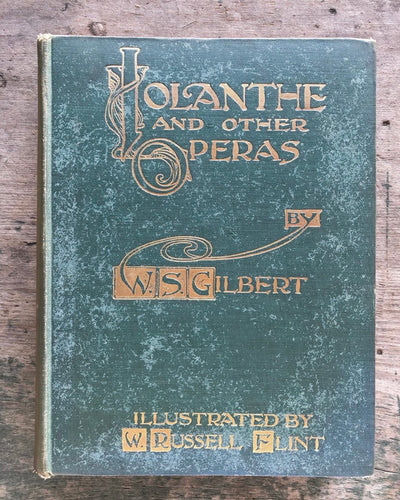 IOLANTHE
AND OTHER
OPERAS
BY
W. S. GILBERT
ILLUSTRATED BY
W. RUSSELL FLINT